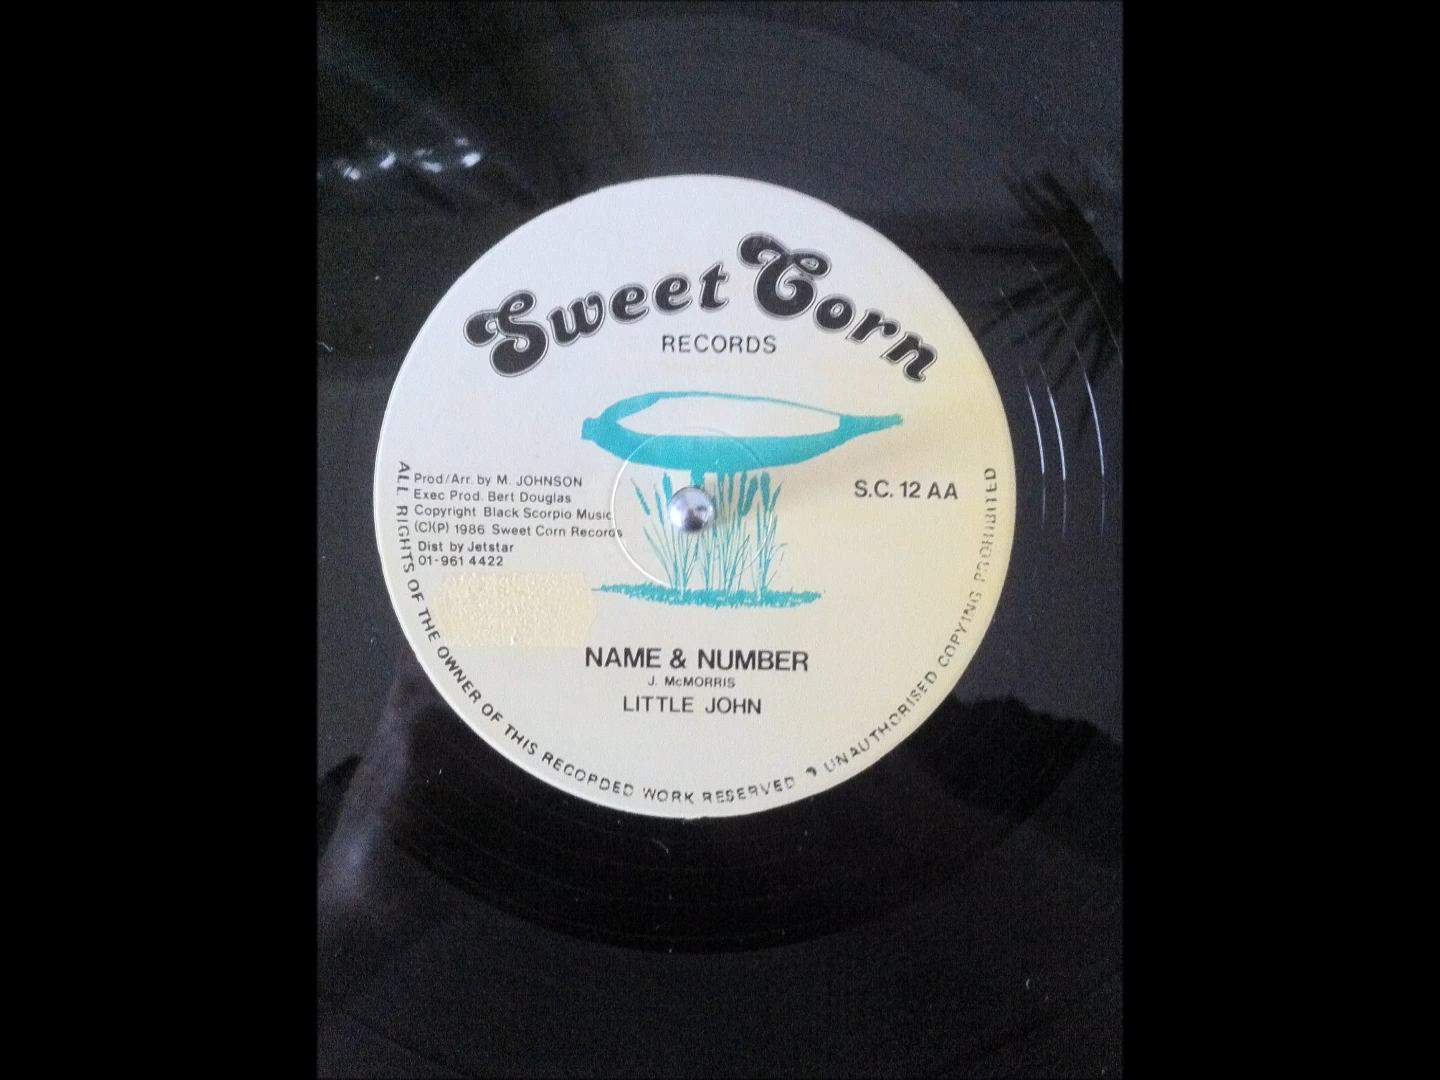 Sweet Corn
RECORDS
Prod/Arr. by M. JOHNSON
Exec Prod. Bert Douglas
Copyright Black Scorpio Music
(C)(P) 1986 Sweet Corn Records
Dist by Jetstar
01-961 4422
S.C. 12 AA
NAME & NUMBER
J. McMORRIS
LITTLE JOHN
ALL RIGHTS OF THE OWNER OF THIS RECORDED WORK RESERVED • UNAUTHORISED COPYING PROHIBITED